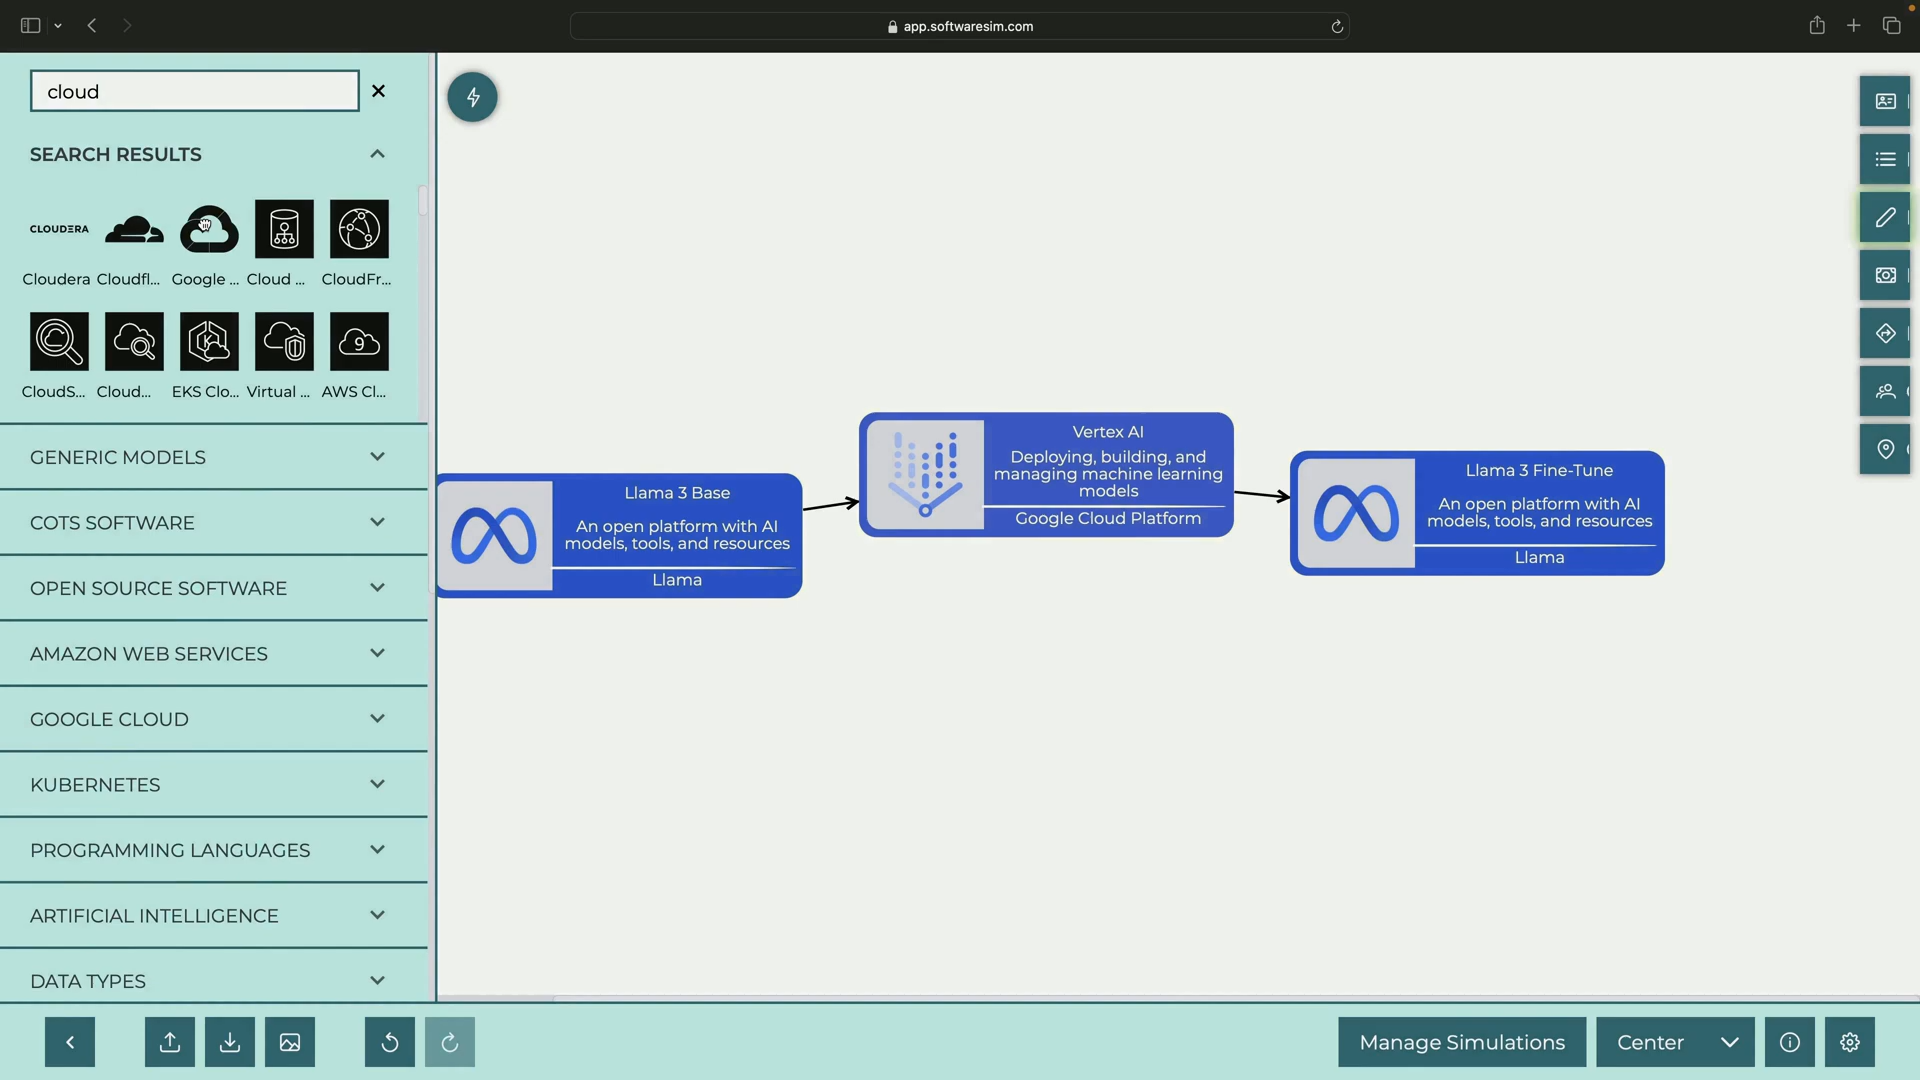 app.softwaresim.com
cloud
SEARCH RESULTS
CLOUDERA
Cloudera Cloudfl... Google ... Cloud ... CloudFr...
9
CloudS... Cloud... EKS Clo... Virtual ... AWS Cl...
GENERIC MODELS
COTS SOFTWARE
OPEN SOURCE SOFTWARE
AMAZON WEB SERVICES
GOOGLE CLOUD
KUBERNETES
PROGRAMMING LANGUAGES
ARTIFICIAL INTELLIGENCE
DATA TYPES
Llama 3 Base
An open platform with AI
models, tools, and resources
Llama
Vertex AI
Deploying, building, and
managing machine learning
models
Google Cloud Platform
Llama 3 Fine-Tune
An open platform with AI
models, tools, and resources
Llama
Manage Simulations
Center